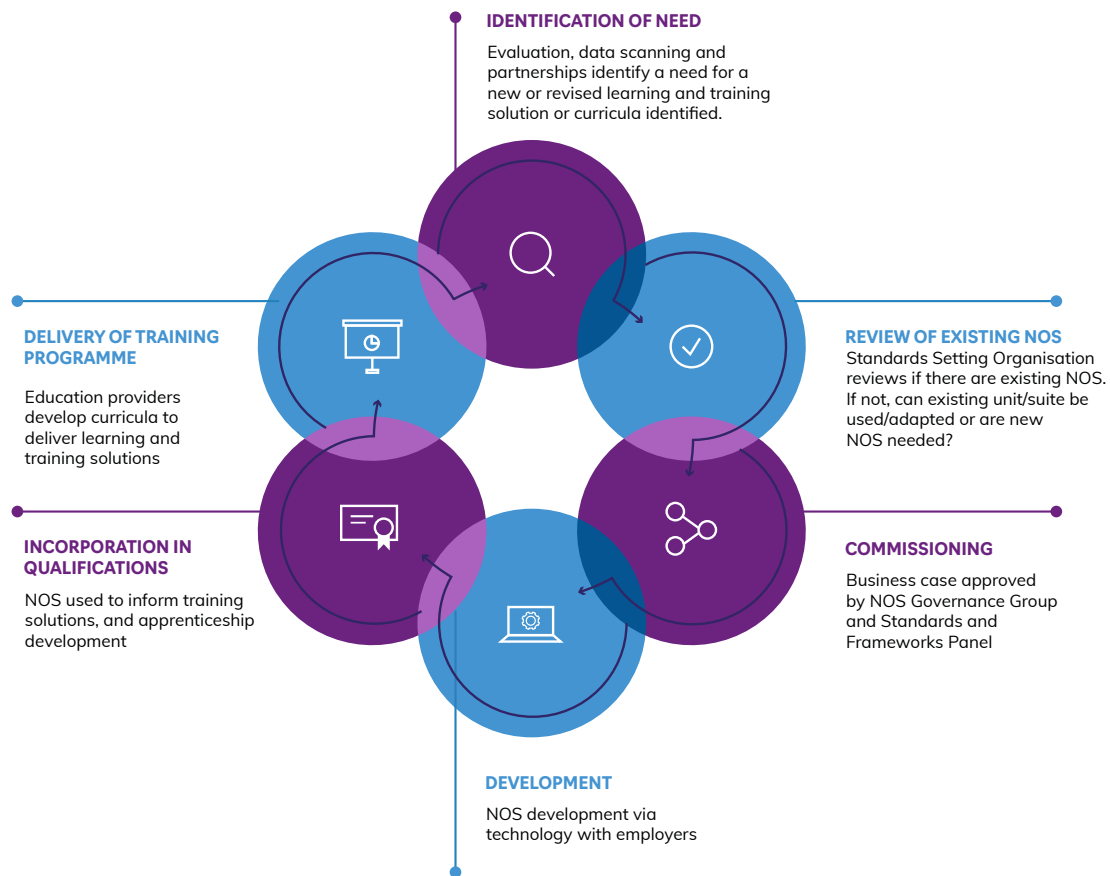 IDENTIFICATION OF NEED
Evaluation, data scanning and
partnerships identify a need for a
new or revised learning and training
solution or curricula identified.
REVIEW OF EXISTING NOS
Standards Setting Organisation
reviews if there are existing NOS.
If not, can existing unit/suite be
used/adapted or are new
NOS needed?
COMMISSIONING
Business case approved
by NOS Governance Group
and Standards and
Frameworks Panel
DEVELOPMENT
NOS development via
technology with employers
INCORPORATION IN
QUALIFICATIONS
NOS used to inform training
solutions, and apprenticeship
development
DELIVERY OF TRAINING
PROGRAMME
Education providers
develop curricula to
deliver learning and
training solutions